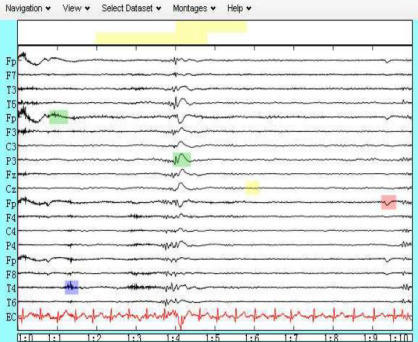 Navigation View Select Dataset Montages Help
Fp
F7
T3
T5
Fp
F3
C3
P3
Fz
Cz
Fp
F4
C4
P4
Fp
F8
T4
T6
EC
1:0 1:1 1:2 1:3 1:4 1:5 1:6 1:7 1:8 1:9 1:10